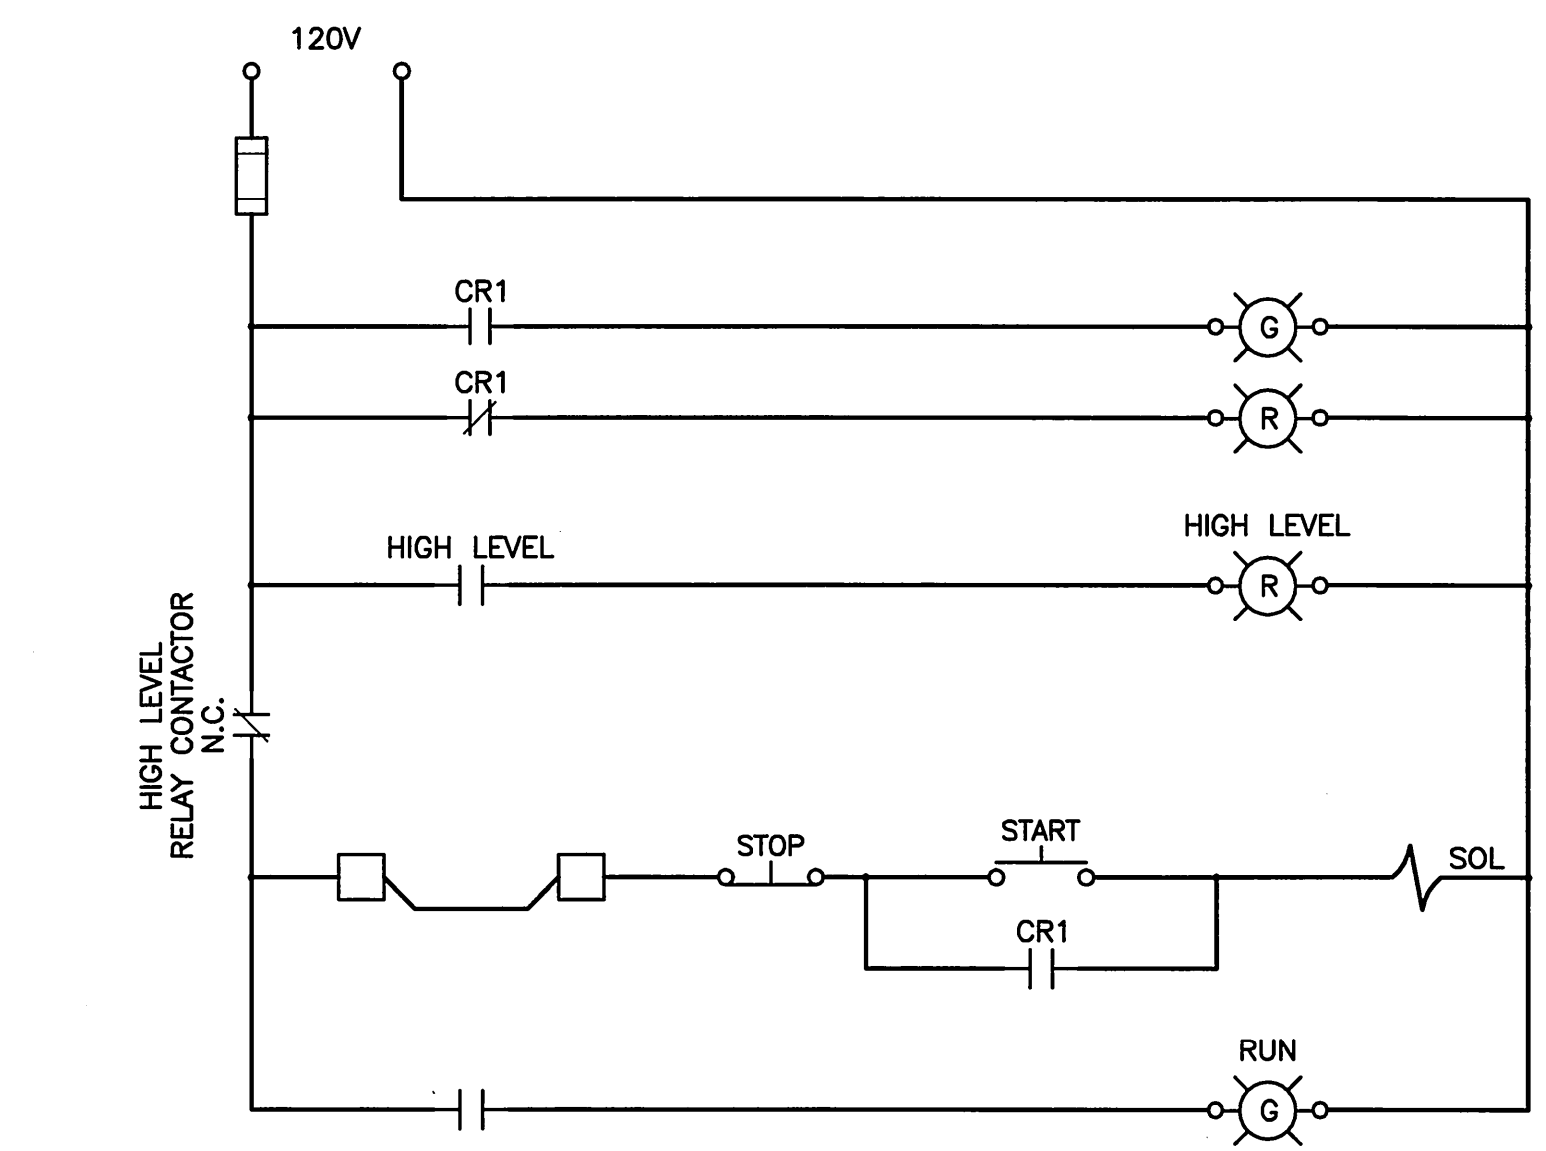 120V
CR1
G
CR1
R
HIGH LEVEL
HIGH LEVEL
R
HIGH LEVEL
RELAY CONTACTOR
N.C.
STOP
START
SOL
CR1
RUN
G